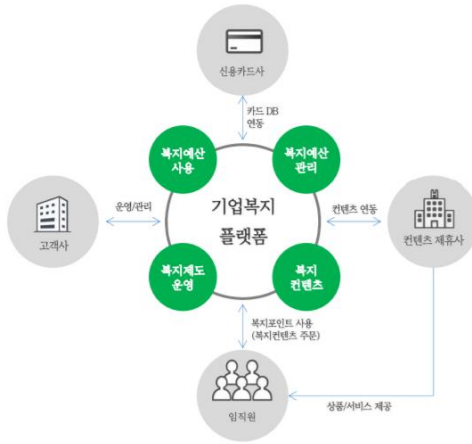 신용카드사
카드 DB
연동
복지예산
사용
복지예산
관리
기업복지
플랫폼
운영/관리
고객사
컨텐츠 연동
컨텐츠 제휴사
복지제도
운영
복지
컨텐츠
복지포인트 사용
(복지컨텐츠 주문)
임직원
상품/서비스 제공